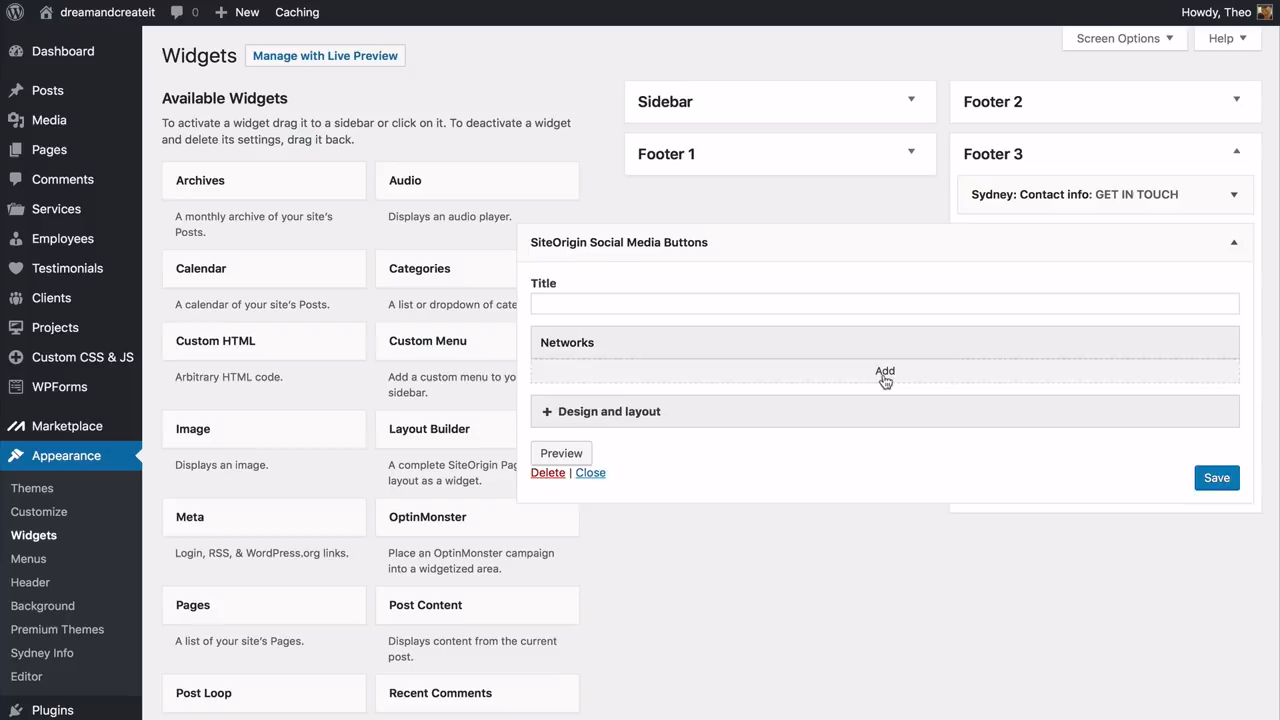 dreamandcreateit
0
New
Caching
Howdy, Theo
Dashboard
Posts
Media
Pages
Comments
Services
Employees
Testimonials
Clients
Projects
Custom CSS & JS
WPForms
Marketplace
Appearance
Themes
Customize
Widgets
Menus
Header
Background
Premium Themes
Sydney Info
Editor
Plugins
Screen Options
Help
Widgets
Manage with Live Preview
Available Widgets
To activate a widget drag it to a sidebar or click on it. To deactivate a widget
and delete its settings, drag it back.
Archives
A monthly archive of your site's
Posts.
Audio
Displays an audio player.
Calendar
A calendar of your site's Posts.
Categories
A list or dropdown of cate
Custom HTML
Arbitrary HTML code.
Custom Menu
Add a custom menu to yo
sidebar.
Image
Displays an image.
Layout Builder
A complete SiteOrigin Pag
layout as a widget.
Meta
Login, RSS, & WordPress.org links.
OptinMonster
Place an OptinMonster campaign
into a widgetized area.
Pages
A list of your site's Pages.
Post Content
Displays content from the current
post.
Post Loop
Recent Comments
Sidebar
Footer 1
Footer 2
Footer 3
Sydney: Contact info: GET IN TOUCH
SiteOrigin Social Media Buttons
Title
Networks
Add
+ Design and layout
Preview
Delete | Close
Save